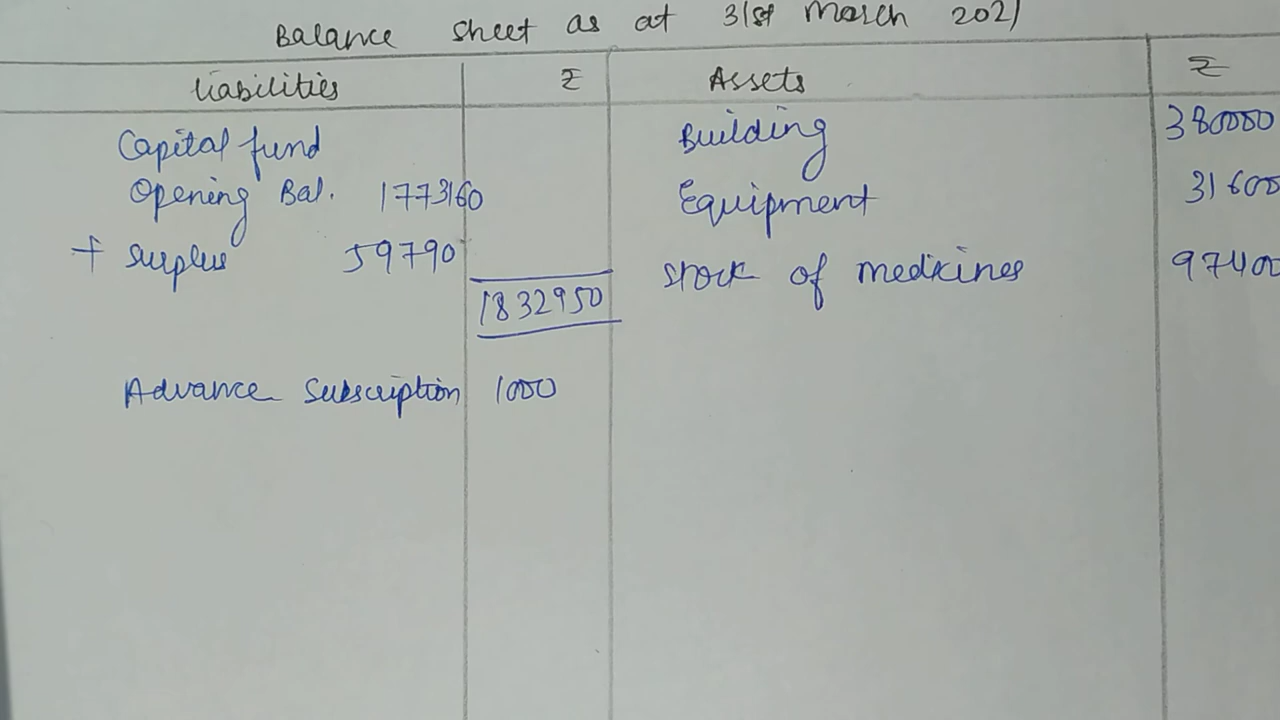 Balance Sheet as at 31st March 2021
Liabilities ₹ Assets ₹
Capital fund Building 380000
Opening Bal. 1773160 Equipment 31600
+ Surplus 59790 Stock of medicines 97400
1832950
Advance Subscription 1000